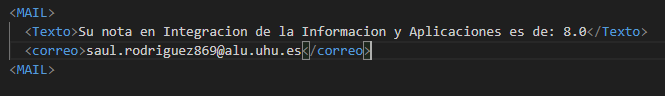 <MAIL>
<Texto>Su nota en Integracion de la Informacion y Aplicaciones es de: 8.0</Texto>
<correo>saul.rodriguez869@alu.uhu.es</correo>
<MAIL>